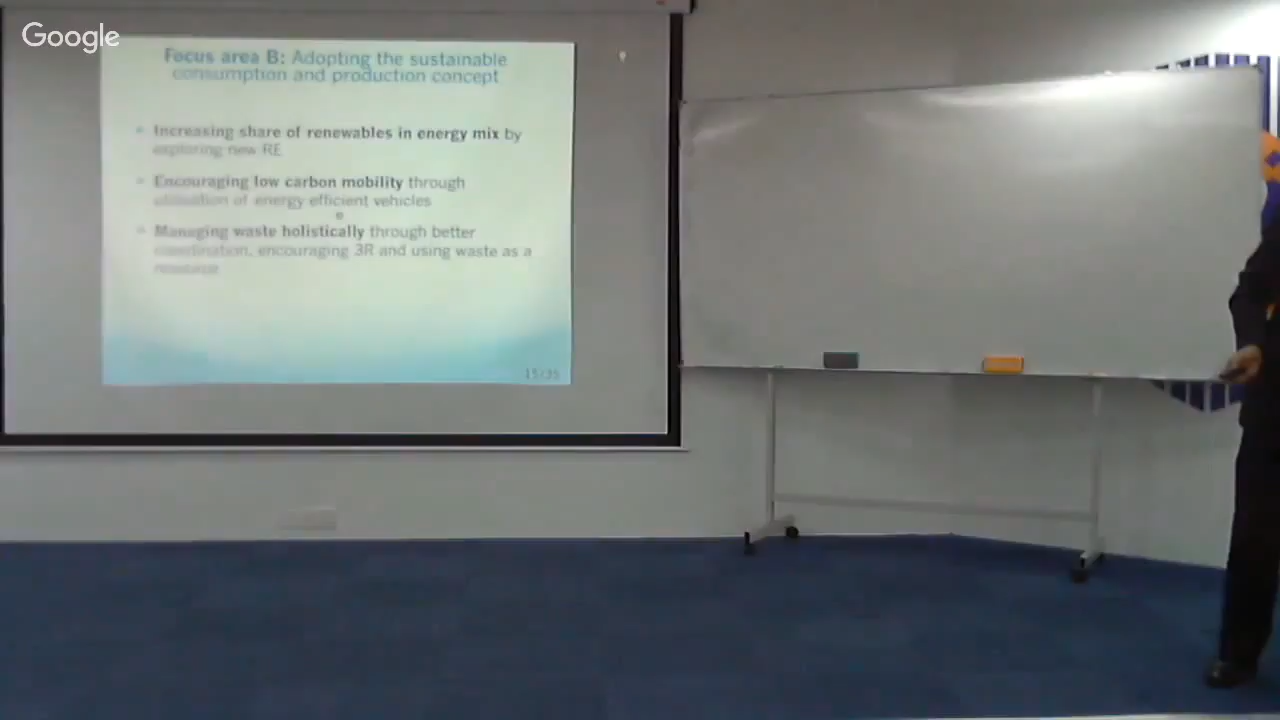 Google
Focus area B: Adopting the sustainable
consumption and production concept
Increasing share of renewables in energy mix by
exploring new RE
Encouraging low carbon mobility through
utilisation of energy efficient vehicles
Managing waste holistically through better
coordination, encouraging 3R and using waste as a
resource